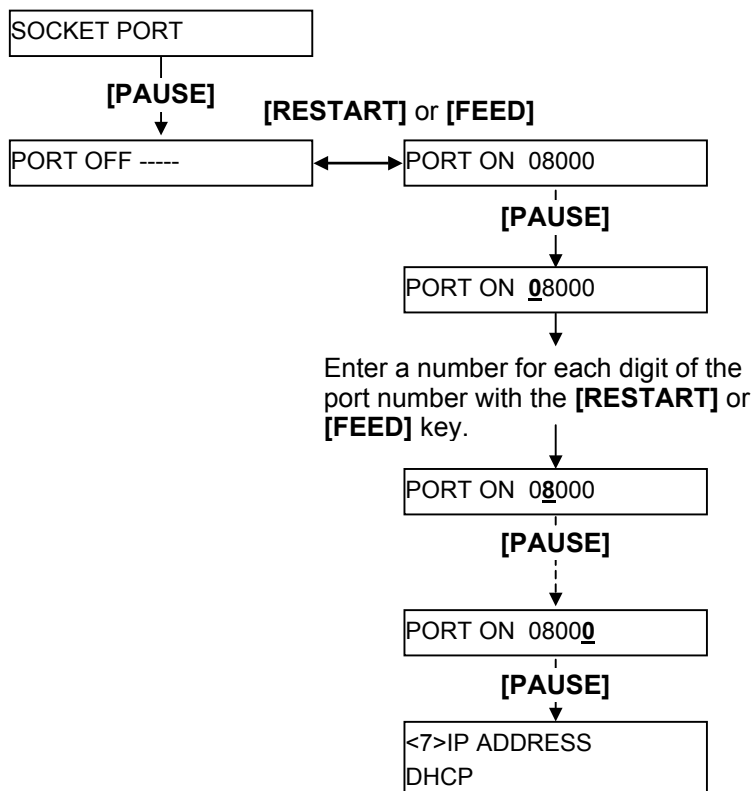 SOCKET PORT
[PAUSE]
[RESTART] or [FEED]
PORT OFF -----
PORT ON 08000
[PAUSE]
PORT ON 08000
Enter a number for each digit of the
port number with the [RESTART] or
[FEED] key.
PORT ON 08000
[PAUSE]
PORT ON 08000
[PAUSE]
<7>IP ADDRESS
DHCP